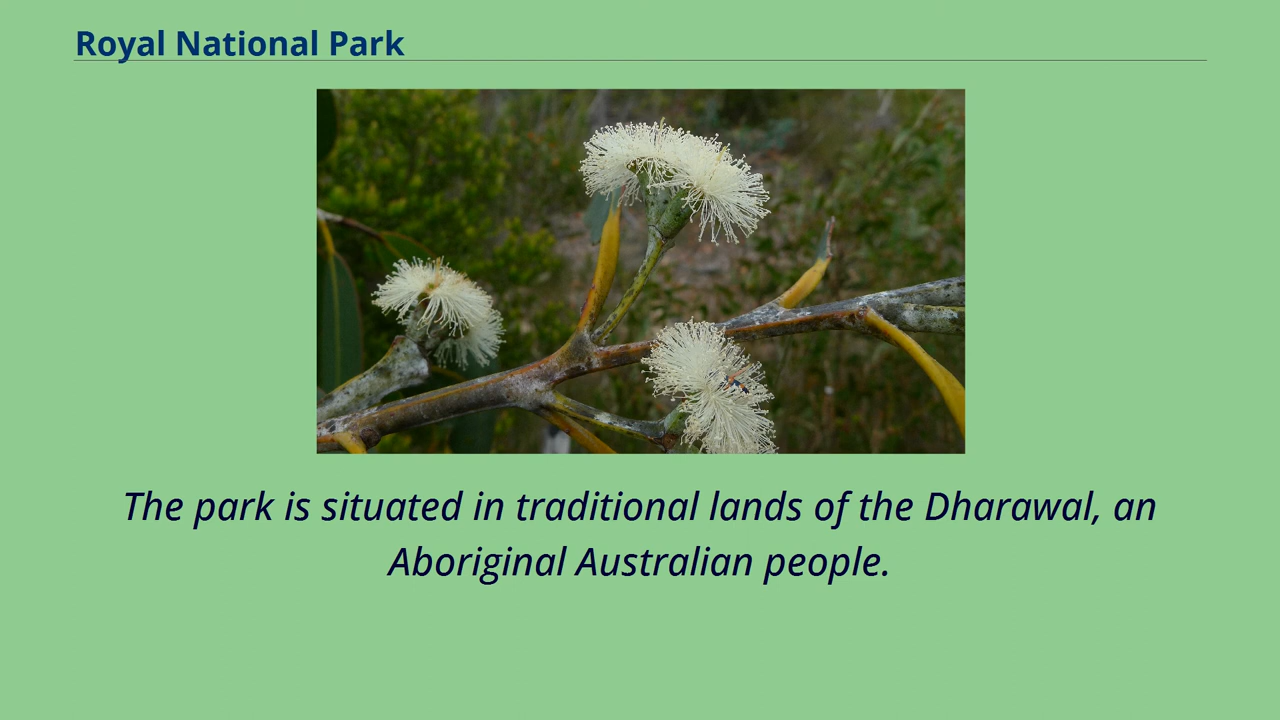 Royal National Park
The park is situated in traditional lands of the Dharawal, an
Aboriginal Australian people.